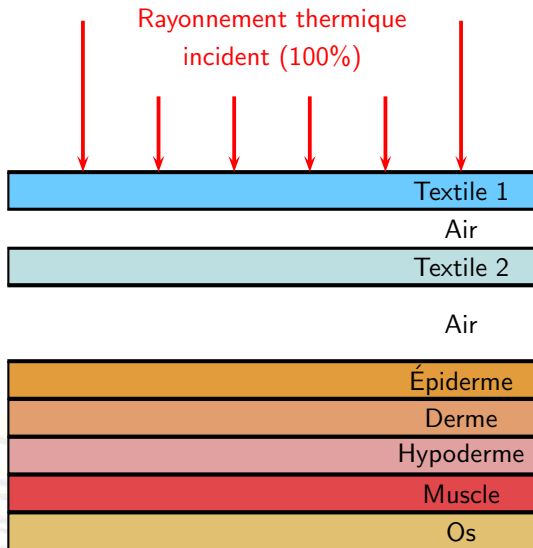 Rayonnement thermique
incident (100%)
Textile 1
Air
Textile 2
Air
Épiderme
Derme
Hypoderme
Muscle
Os